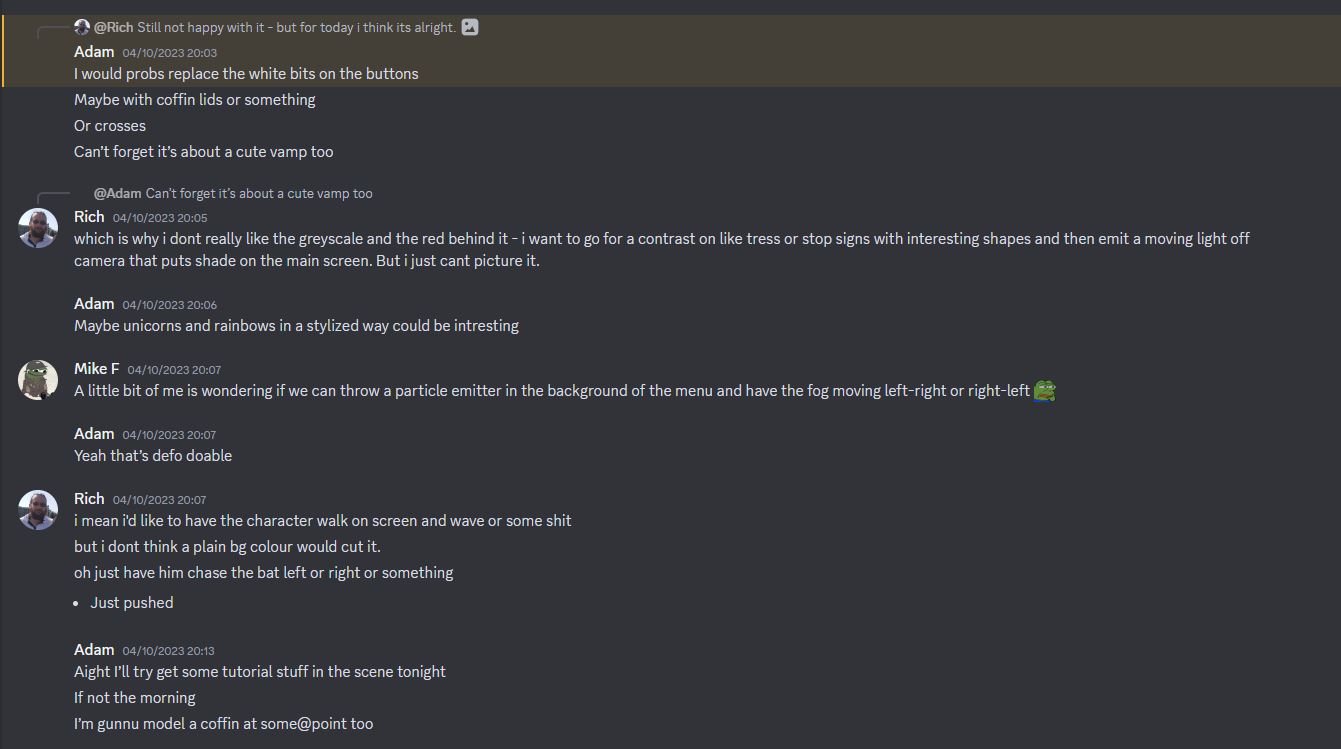 @Rich Still not happy with it - but for today i think its alright.
Adam 04/10/2023 20:03
I would probs replace the white bits on the buttons
Maybe with coffin lids or something
Or crosses
Can't forget it's about a cute vamp too
@Adam Can't forget it's about a cute vamp too
Rich 04/10/2023 20:05
which is why i dont really like the greyscale and the red behind it - i want to go for a contrast on like tress or stop signs with interesting shapes and then emit a moving light off
camera that puts shade on the main screen. But i just cant picture it.
Adam 04/10/2023 20:06
Maybe unicorns and rainbows in a stylized way could be intresting
Mike F 04/10/2023 20:07
A little bit of me is wondering if we can throw a particle emitter in the background of the menu and have the fog moving left-right or right-left
Adam 04/10/2023 20:07
Yeah that's defo doable
Rich 04/10/2023 20:07
i mean i'd like to have the character walk on screen and wave or some shit
but i dont think a plain bg colour would cut it.
oh just have him chase the bat left or right or something
• Just pushed
Adam 04/10/2023 20:13
Aight I'll try get some tutorial stuff in the scene tonight
If not the morning
I'm gunnu model a coffin at some@point too